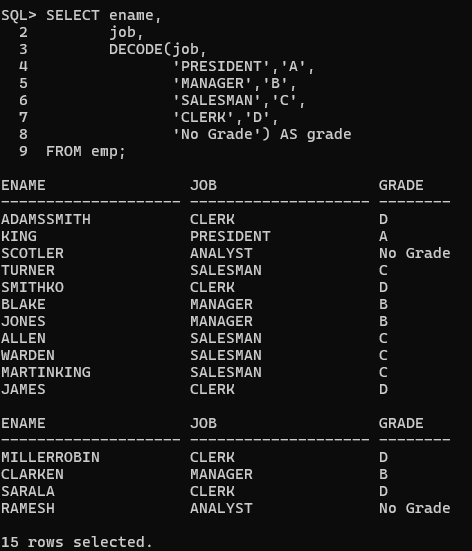 SQL> SELECT ename,
  2         job,
  3         DECODE(job,
  4                'PRESIDENT','A',
  5                'MANAGER','B',
  6                'SALESMAN','C',
  7                'CLERK','D',
  8                'No Grade') AS grade
  9  FROM emp;
ENAME                JOB                  GRADE
-------------------- -------------------- --------
ADAMSSMITH           CLERK                D
KING                 PRESIDENT            A
SCOTLER              ANALYST              No Grade
TURNER               SALESMAN             C
SMITHKO              CLERK                D
BLAKE                MANAGER              B
JONES                MANAGER              B
ALLEN                SALESMAN             C
WARDEN               SALESMAN             C
MARTINKING           SALESMAN             C
JAMES                CLERK                D
ENAME                JOB                  GRADE
-------------------- -------------------- --------
MILLERROBIN          CLERK                D
CLARKEN              MANAGER              B
SARALA               CLERK                D
RAMESH               ANALYST              No Grade
15 rows selected.